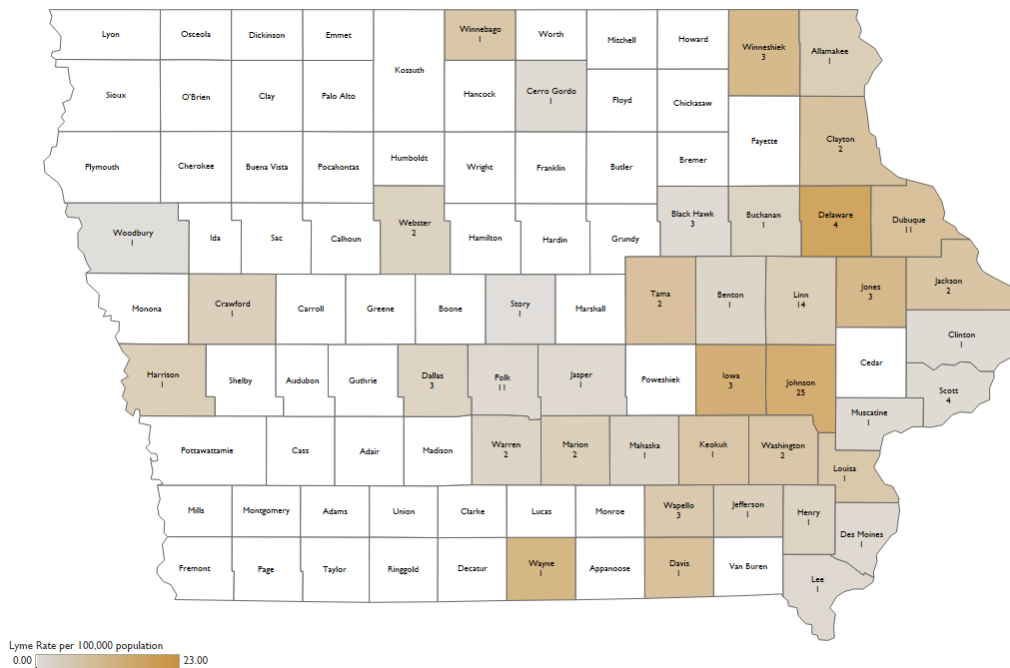 Lyon
Osceola
Dickinson
Emmet
Kossuth
Winnebago
1
Worth
Mitchell
Howard
Winneshiek
3
Allamakee
1
Sioux
O'Brien
Clay
Palo Alto
Hancock
Cerro Gordo
1
Floyd
Chickasaw
Fayette
Clayton
2
Plymouth
Cherokee
Buena Vista
Pocahontas
Humboldt
Wright
Franklin
Butler
Bremer
Woodbury
1
Ida
Sac
Calhoun
Webster
2
Hamilton
Hardin
Grundy
Black Hawk
3
Buchanan
1
Delaware
4
Dubuque
11
Monona
Crawford
1
Carroll
Greene
Boone
Story
1
Marshall
Tama
2
Benton
1
Linn
14
Jones
3
Jackson
2
Clinton
1
Harrison
1
Shelby
Audubon
Guthrie
Dallas
3
Polk
11
Jasper
1
Poweshiek
Iowa
3
Johnson
25
Cedar
Scott
4
Muscatine
1
Pottawattamie
Cass
Adair
Madison
Warren
2
Marion
2
Mahaska
1
Keokuk
1
Washington
2
Louisa
1
Mills
Montgomery
Adams
Union
Clarke
Lucas
Monroe
Wapello
3
Jefferson
1
Henry
1
Des Moines
1
Fremont
Page
Taylor
Ringgold
Decatur
Wayne
1
Appanoose
Davis
1
Van Buren
Lee
1
Lyme Rate per 100,000 population
0.00 23.00